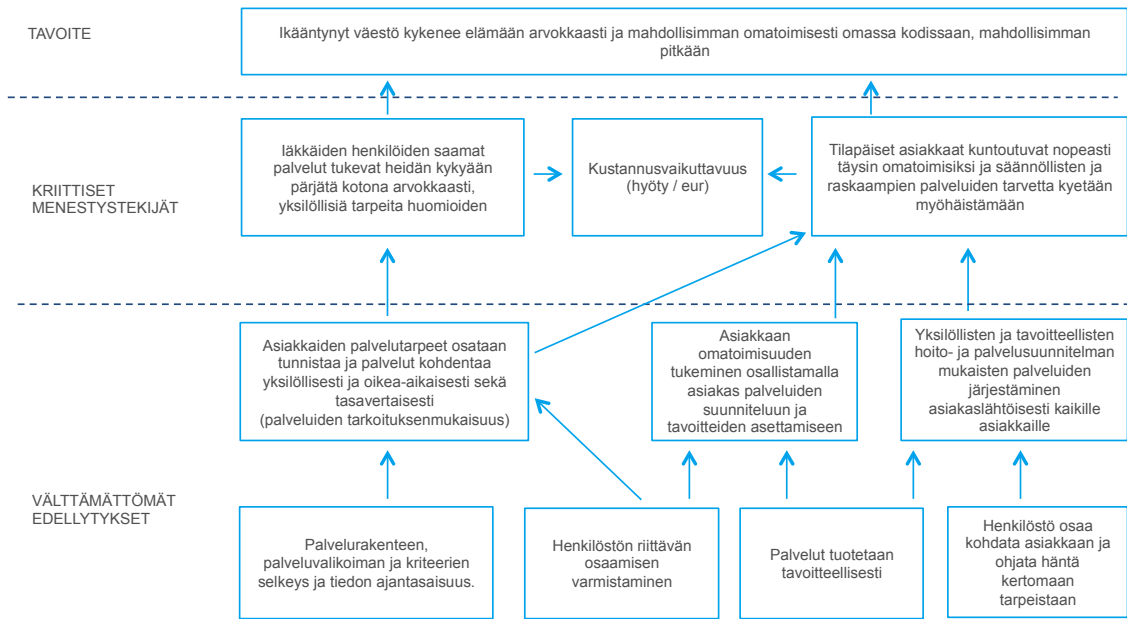 TAVOITE
Ikääntynyt väestö kykenee elämään arvokkaasti ja mahdollisimman omatoimisesti omassa kodissaan, mahdollisimman
pitkään
KRIITTISET
MENESTYSTEKIJÄT
Iäkkäiden henkilöiden saamat
palvelut tukevat heidän kykyään
pärjätä kotona arvokkaasti,
yksilöllisiä tarpeita huomioiden
Kustannusvaikuttavuus
(hyöty / eur)
Tilapäiset asiakkaat kuntoutuvat nopeasti
täysin omatoimisiksi ja säännöllisten ja
raskaampien palveluiden tarvetta kyetään
myöhäistämään
VÄLTTÄMÄTTÖMÄT
EDELLYTYKSET
Asiakkaiden palvelutarpeet osataan
tunnistaa ja palvelut kohdentaa
yksilöllisesti ja oikea-aikaisesti sekä
tasavertaisesti
(palveluiden tarkoituksenmukaisuus)
Asiakkaan
omatoimisuuden
tukeminen osallistamalla
asiakas palveluiden
suunniteluun ja
tavoitteiden asettamiseen
Yksilöllisten ja tavoitteellisten
hoito- ja palvelusuunnitelman
mukaisten palveluiden
järjestäminen
asiakaslähtöisesti kaikille
asiakkaille
Palvelurakenteen,
palveluvalikoiman ja kriteerien
selkeys ja tiedon ajantasaisuus.
Henkilöstön riittävän
osaamisen
varmistaminen
Palvelut tuotetaan
tavoitteellisesti
Henkilöstö osaa
kohdata asiakkaan ja
ohjata häntä
kertomaan
tarpeistaan